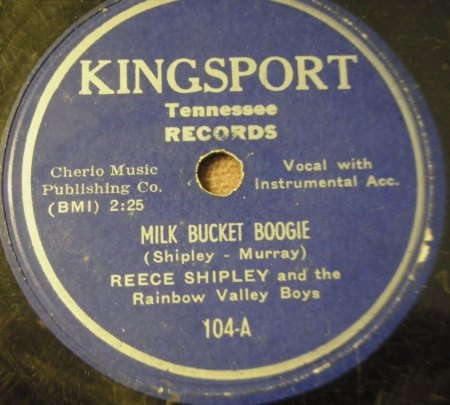 KINGSPORT
Tennessee
RECORDS
Cherio Music
Publishing Co.
(BMI) 2:25
Vocal with
Instrumental Acc.
MILK BUCKET BOOGIE
(Shipley - Murray)
REECE SHIPLEY and the
Rainbow Valley Boys
104-A